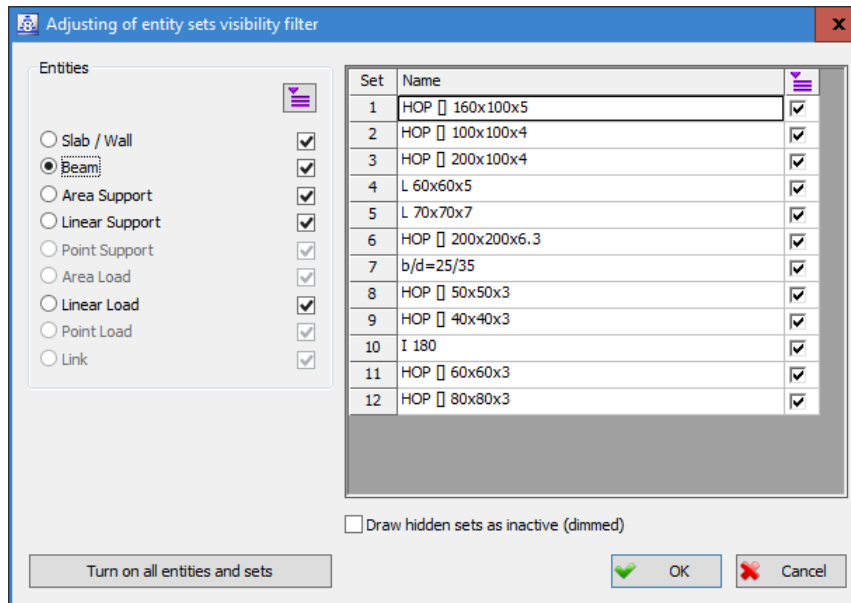 Adjusting of entity sets visibility filter
x
Entities
Slab / Wall
Beam
Area Support
Linear Support
Point Support
Area Load
Linear Load
Point Load
Link
Set Name
1 HOP [] 160x100x5
2 HOP [] 100x100x4
3 HOP [] 200x100x4
4 L 60x60x5
5 L 70x70x7
6 HOP [] 200x200x6.3
7 b/d=25/35
8 HOP [] 50x50x3
9 HOP [] 40x40x3
10 I 180
11 HOP [] 60x60x3
12 HOP [] 80x80x3
Draw hidden sets as inactive (dimmed)
Turn on all entities and sets
OK
Cancel